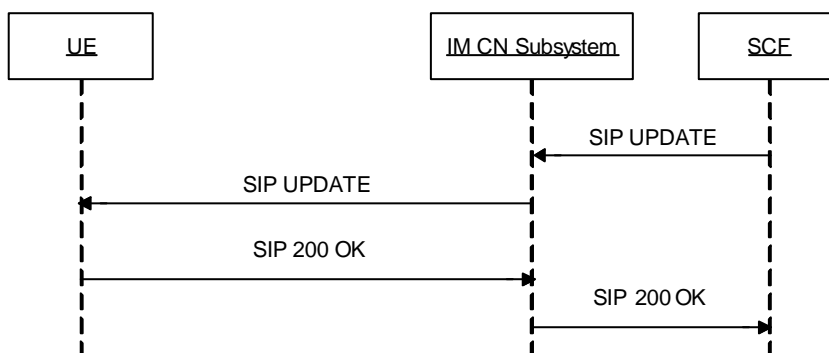 UE
IM CN Subsystem
SCF
SIP UPDATE
SIP UPDATE
SIP 200 OK
SIP 200 OK